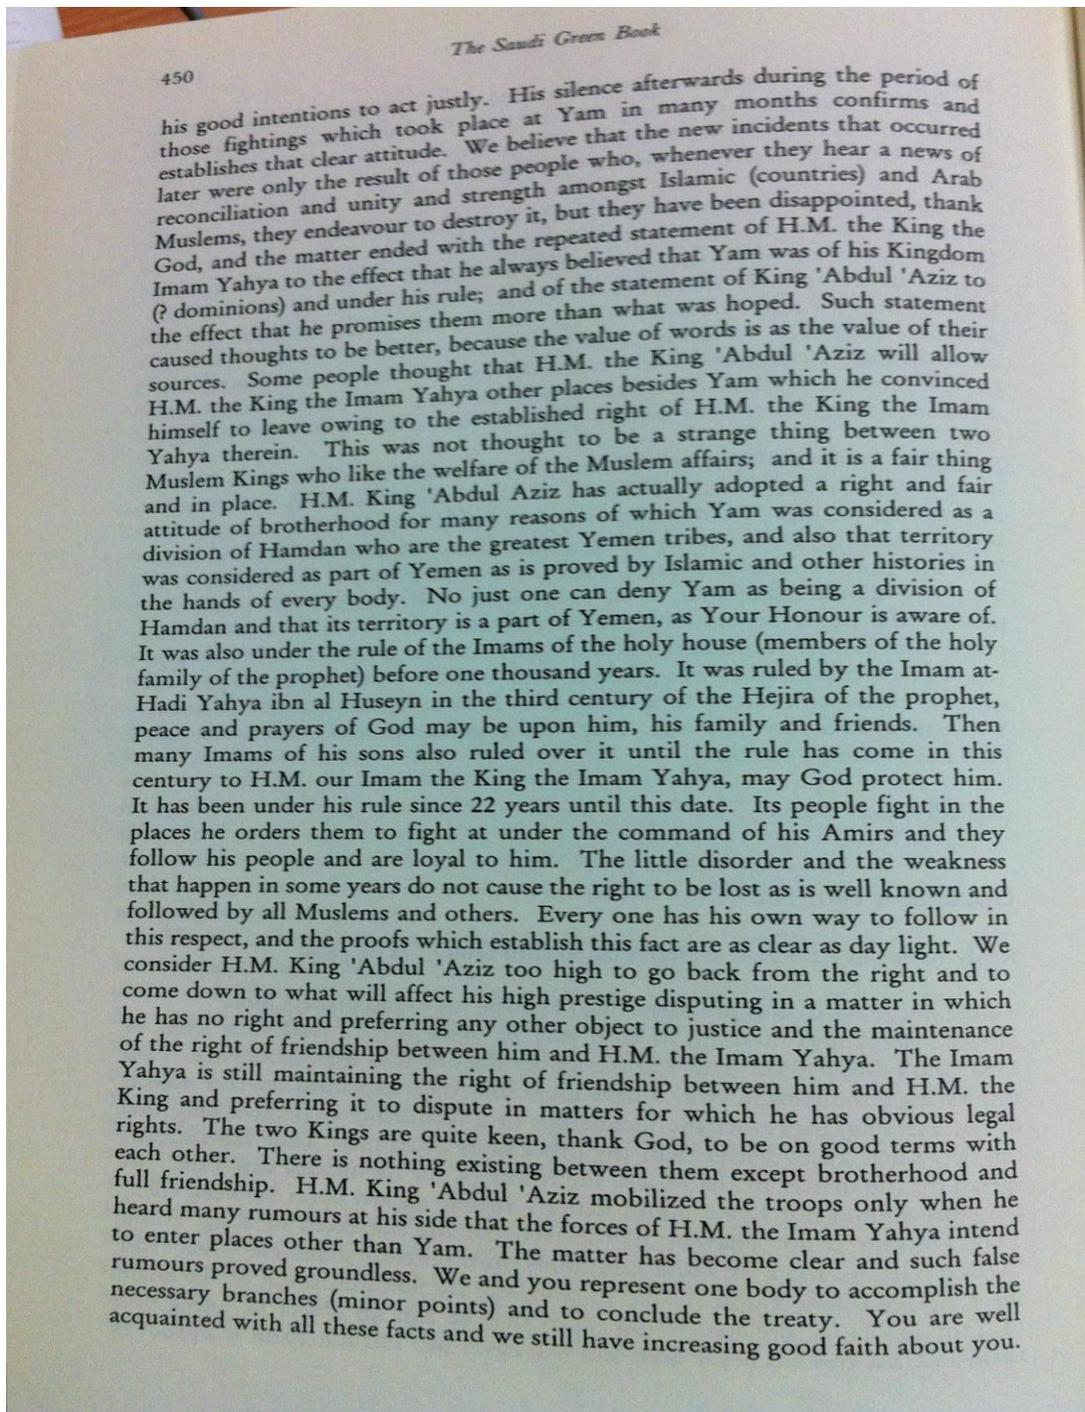 The Saudi Green Book
450
his good intentions to act justly. His silence afterwards during the period of
those fightings which took place at Yam in many months confirms and
establishes that clear attitude. We believe that the new incidents that occurred
later were only the result of those people who, whenever they hear a news of
reconciliation and unity and strength amongst Islamic (countries) and Arab
Muslems, they endeavour to destroy it, but they have been disappointed, thank
God, and the matter ended with the repeated statement of H.M. the King the
Imam Yahya to the effect that he always believed that Yam was of his Kingdom
(? dominions) and under his rule; and of the statement of King 'Abdul 'Aziz to
the effect that he promises them more than what was hoped. Such statement
caused thoughts to be better, because the value of words is as the value of their
sources. Some people thought that H.M. the King 'Abdul 'Aziz will allow
H.M. the King the Imam Yahya other places besides Yam which he convinced
himself to leave owing to the established right of H.M. the King the Imam
Yahya therein. This was not thought to be a strange thing between two
Muslem Kings who like the welfare of the Muslem affairs; and it is a fair thing
and in place. H.M. King 'Abdul Aziz has actually adopted a right and fair
attitude of brotherhood for many reasons of which Yam was considered as a
division of Hamdan who are the greatest Yemen tribes, and also that territory
was considered as part of Yemen as is proved by Islamic and other histories in
the hands of every body. No just one can deny Yam as being a division of
Hamdan and that its territory is a part of Yemen, as Your Honour is aware of.
It was also under the rule of the Imams of the holy house (members of the holy
family of the prophet) before one thousand years. It was ruled by the Imam at-
Hadi Yahya ibn al Huseyn in the third century of the Hejira of the prophet,
peace and prayers of God may be upon him, his family and friends. Then
many Imams of his sons also ruled over it until the rule has come in this
century to H.M. our Imam the King the Imam Yahya, may God protect him.
It has been under his rule since 22 years until this date. Its people fight in the
places he orders them to fight at under the command of his Amirs and they
follow his people and are loyal to him. The little disorder and the weakness
that happen in some years do not cause the right to be lost as is well known and
followed by all Muslems and others. Every one has his own way to follow in
this respect, and the proofs which establish this fact are as clear as day light. We
consider H.M. King 'Abdul 'Aziz too high to go back from the right and to
come down to what will affect his high prestige disputing in a matter in which
he has no right and preferring any other object to justice and the maintenance
of the right of friendship between him and H.M. the Imam Yahya. The Imam
Yahya is still maintaining the right of friendship between him and H.M. the
King and preferring it to dispute in matters for which he has obvious legal
rights. The two Kings are quite keen, thank God, to be on good terms with
each other. There is nothing existing between them except brotherhood and
full friendship. H.M. King 'Abdul 'Aziz mobilized the troops only when he
heard many rumours at his side that the forces of H.M. the Imam Yahya intend
to enter places other than Yam. The matter has become clear and such false
rumours proved groundless. We and you represent one body to accomplish the
necessary branches (minor points) and to conclude the treaty. You are well
acquainted with all these facts and we still have increasing good faith about you.